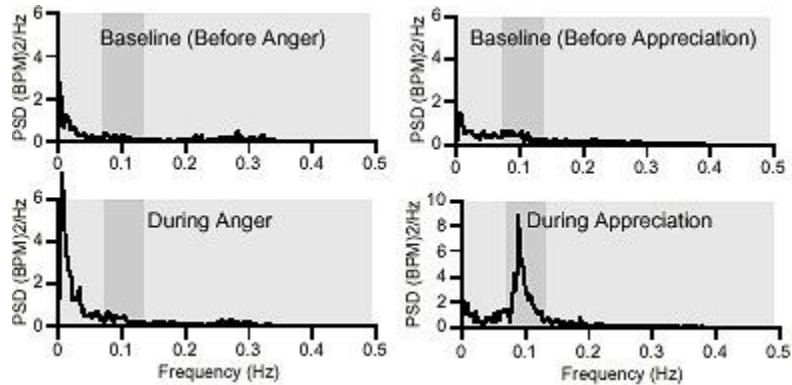 Baseline (Before Anger)
PSD (BPM)2/Hz
6
4
2
0
0 0.1 0.2 0.3 0.4 0.5
Baseline (Before Appreciation)
PSD (BPM)2/Hz
6
4
2
0
0 0.1 0.2 0.3 0.4 0.5
During Anger
PSD (BPM)2/Hz
6
4
2
0
0 0.1 0.2 0.3 0.4 0.5
Frequency (Hz)
During Appreciation
PSD (BPM)2/Hz
10
8
6
4
2
0
0 0.1 0.2 0.3 0.4 0.5
Frequency (Hz)